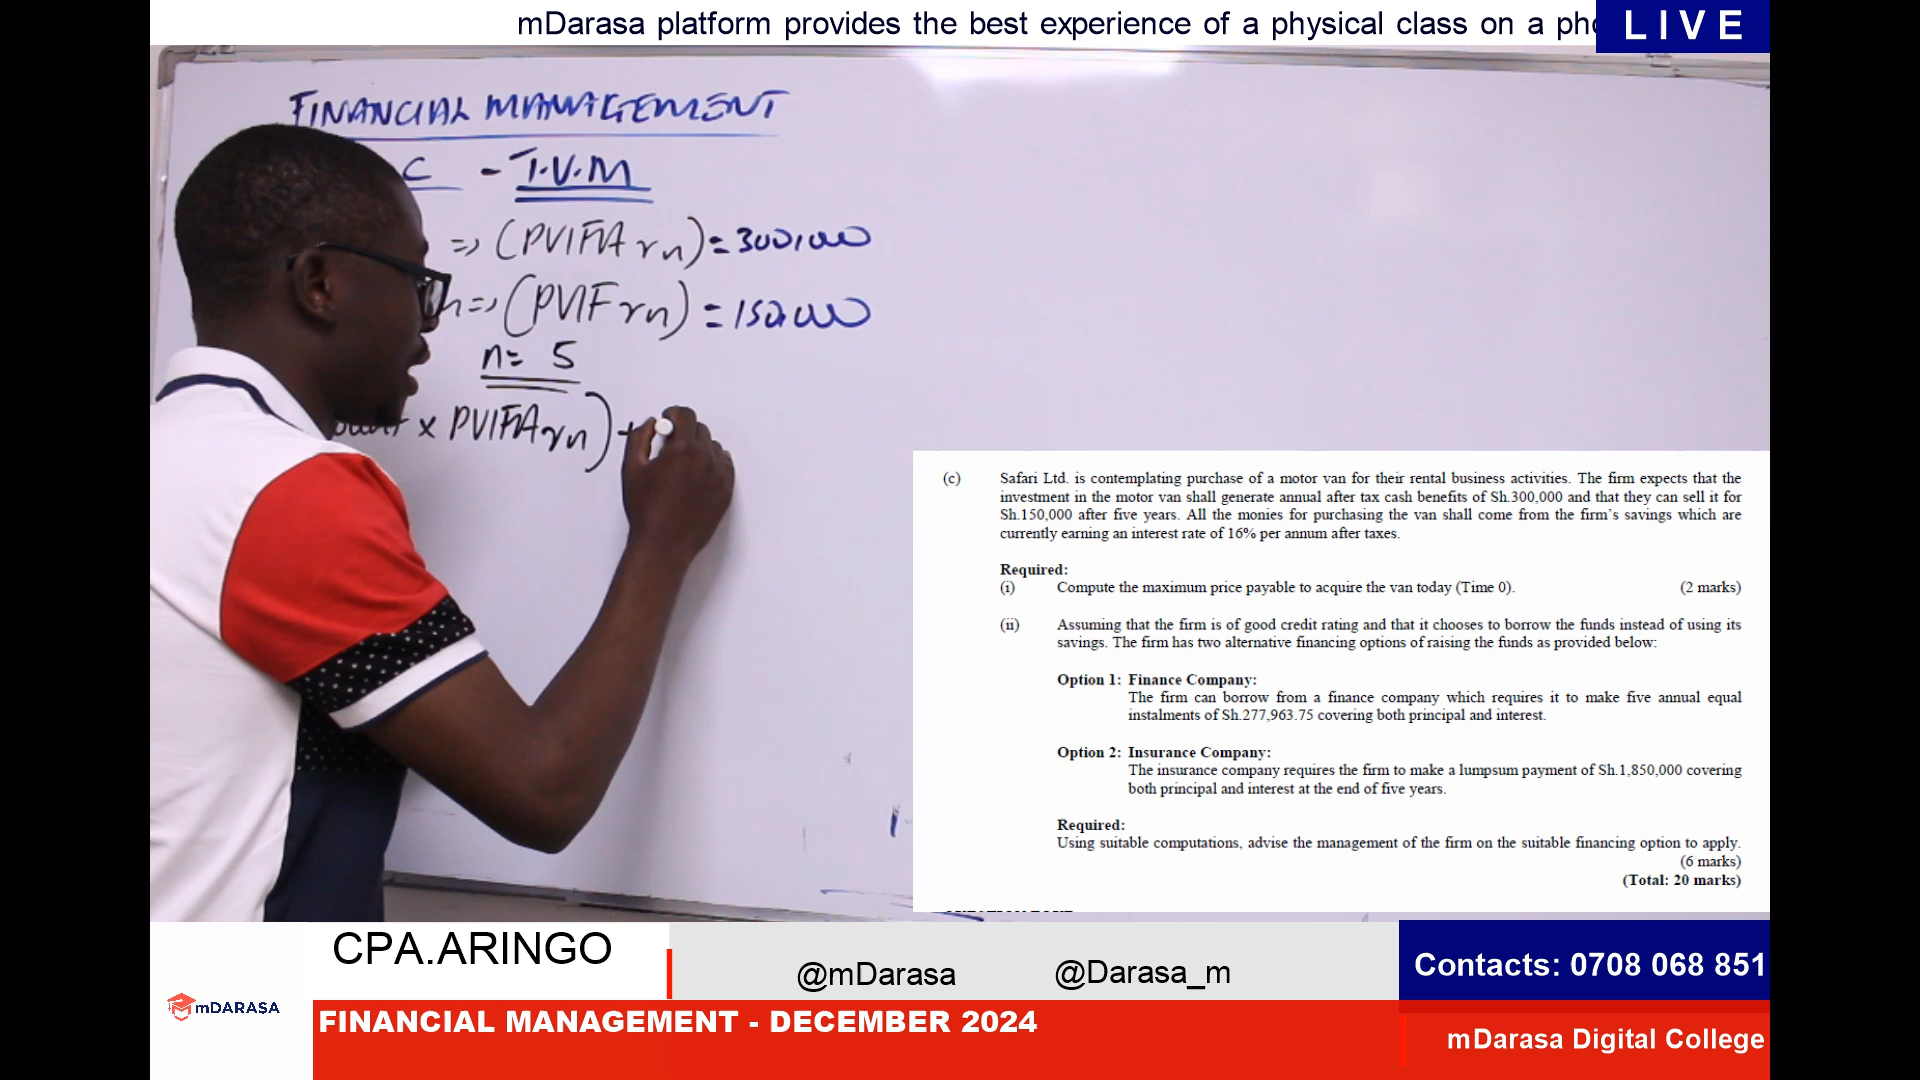 mDarasa platform provides the best experience of a physical class on a pho
LIVE
FINANCIAL MANAGEMENT
C - T.V.M
=> (PVIFA r n) = 300,000
=> (PVIF r n) = 150,000
n = 5
x PVIFA r n) +
(c) Safari Ltd. is contemplating purchase of a motor van for their rental business activities. The firm expects that the
investment in the motor van shall generate annual after tax cash benefits of Sh.300,000 and that they can sell it for
Sh.150,000 after five years. All the monies for purchasing the van shall come from the firm's savings which are
currently earning an interest rate of 16% per annum after taxes.
Required:
(i) Compute the maximum price payable to acquire the van today (Time 0). (2 marks)
(ii) Assuming that the firm is of good credit rating and that it chooses to borrow the funds instead of using its
savings. The firm has two alternative financing options of raising the funds as provided below:
Option 1: Finance Company:
The firm can borrow from a finance company which requires it to make five annual equal
instalments of Sh.277,963.75 covering both principal and interest.
Option 2: Insurance Company:
The insurance company requires the firm to make a lumpsum payment of Sh.1,850,000 covering
both principal and interest at the end of five years.
Required:
Using suitable computations, advise the management of the firm on the suitable financing option to apply.
(6 marks)
(Total: 20 marks)
CPA.ARINGO
@mDarasa @Darasa_m
Contacts: 0708 068 851
mDARASA
FINANCIAL MANAGEMENT - DECEMBER 2024
mDarasa Digital College